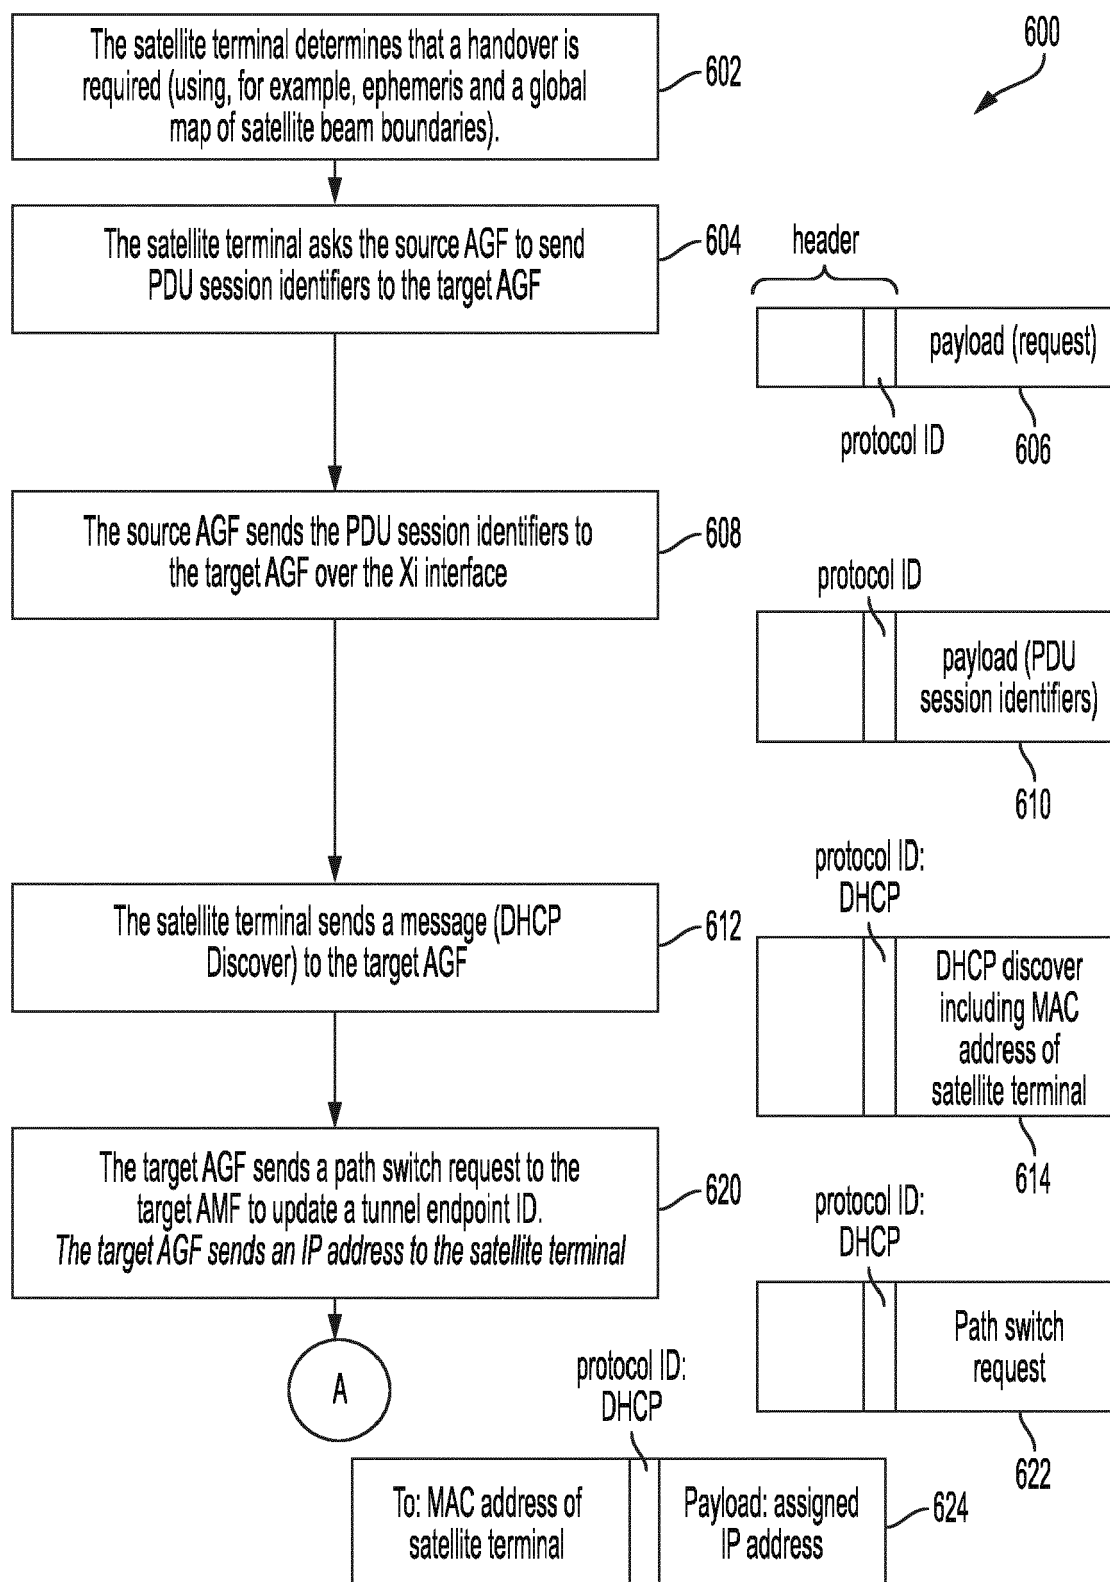 The satellite terminal determines that a handover is
required (using, for example, ephemeris and a global
map of satellite beam boundaries).
602
600
The satellite terminal asks the source AGF to send
PDU session identifiers to the target AGF
604
header
payload (request)
protocol ID
606
The source AGF sends the PDU session identifiers to
the target AGF over the Xi interface
608
protocol ID
payload (PDU
session identifiers)
610
The satellite terminal sends a message (DHCP
Discover) to the target AGF
612
protocol ID:
DHCP
DHCP discover
including MAC
address of
satellite terminal
614
The target AGF sends a path switch request to the
target AMF to update a tunnel endpoint ID.
The target AGF sends an IP address to the satellite terminal
620
protocol ID:
DHCP
Path switch
request
622
A
protocol ID:
DHCP
To: MAC address of
satellite terminal
Payload: assigned
IP address
624